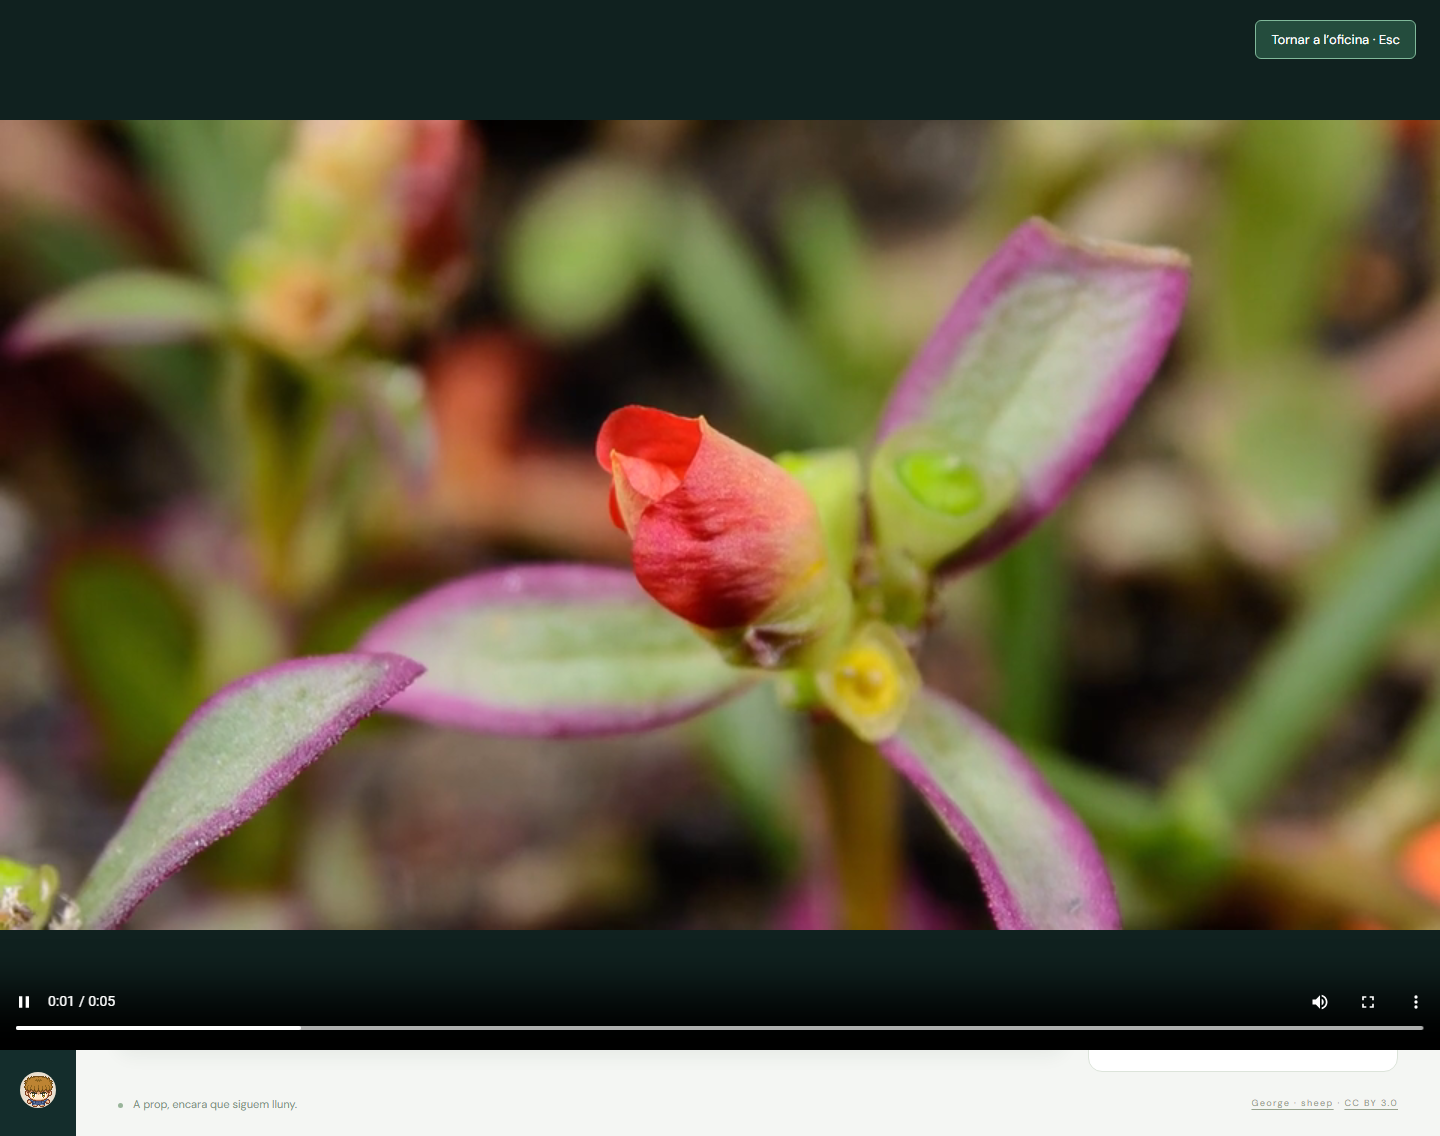 Tornar a l'oficina · Esc
0:01 / 0:05
A prop, encara que siguem lluny.
George · sheep · CC BY 3.0